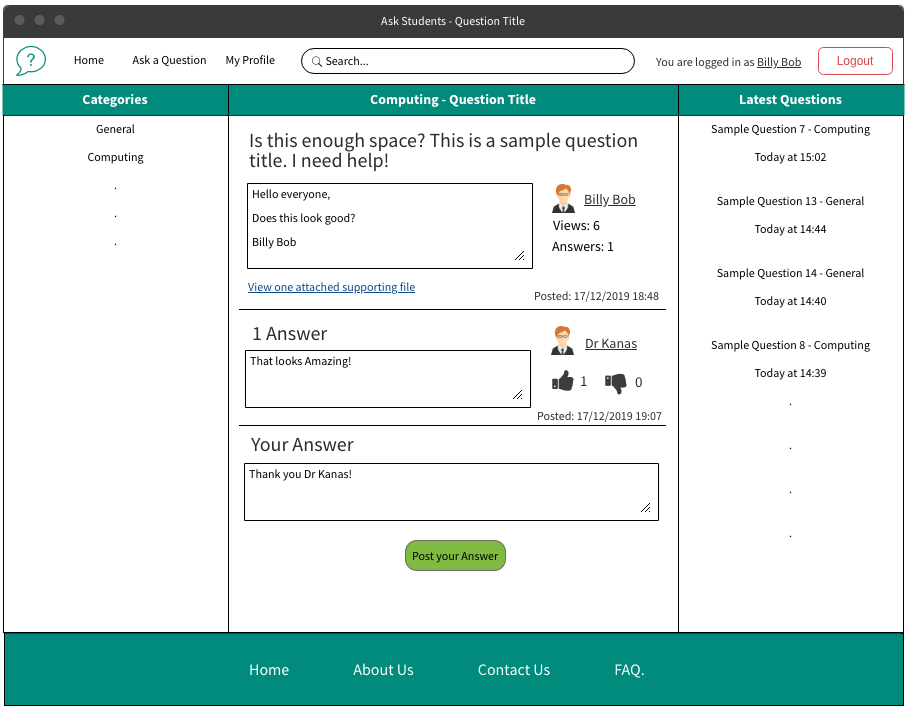 Ask Students - Question Title
?
Home
Ask a Question
My Profile
Search...
You are logged in as Billy Bob
Logout
Categories
General
Computing
.
.
.
Computing - Question Title
Is this enough space? This is a sample question
title. I need help!
Hello everyone,
Does this look good?
Billy Bob
Billy Bob
Views: 6
Answers: 1
View one attached supporting file
Posted: 17/12/2019 18:48
1 Answer
That looks Amazing!
Dr Kanas
1
0
Posted: 17/12/2019 19:07
Your Answer
Thank you Dr Kanas!
Post your Answer
Latest Questions
Sample Question 7 - Computing
Today at 15:02
Sample Question 13 - General
Today at 14:44
Sample Question 14 - General
Today at 14:40
Sample Question 8 - Computing
Today at 14:39
.
.
.
.
Home
About Us
Contact Us
FAQ.